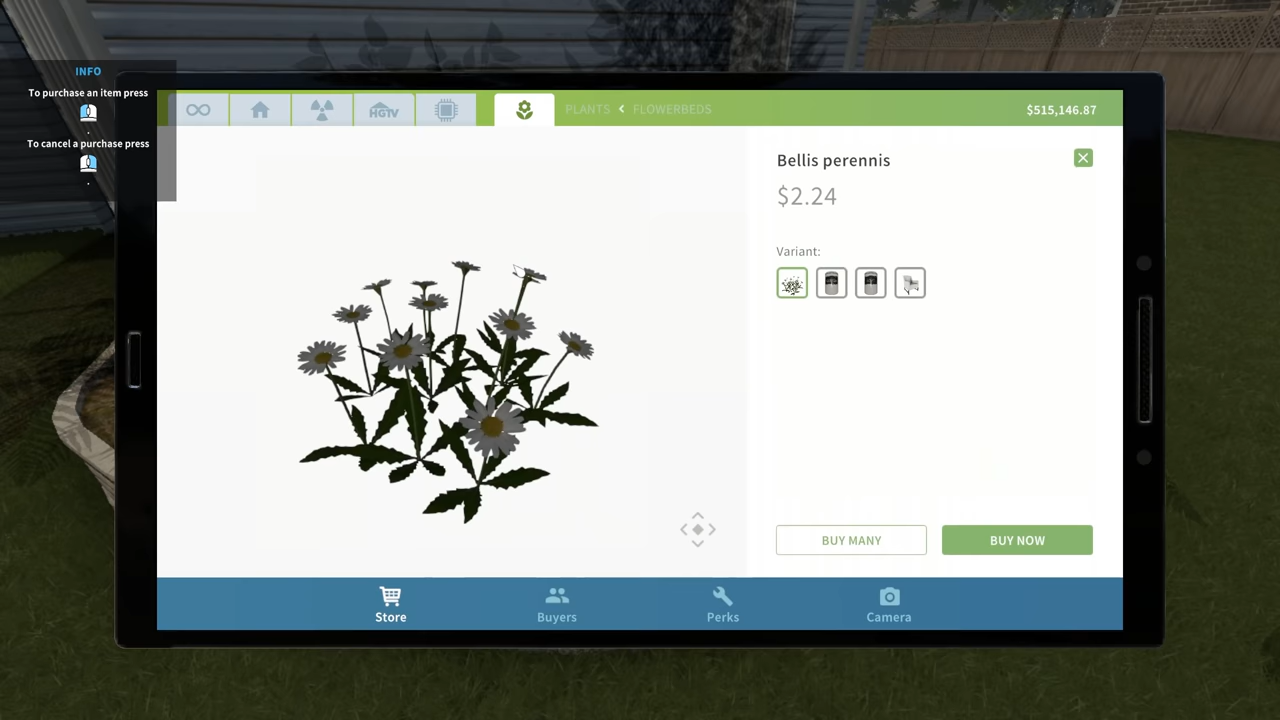 INFO
To purchase an item press
.
To cancel a purchase press
.
HGTV
PLANTS < FLOWERBEDS
$515,146.87
Bellis perennis
$2.24
Variant:
BUY MANY
BUY NOW
Store
Buyers
Perks
Camera